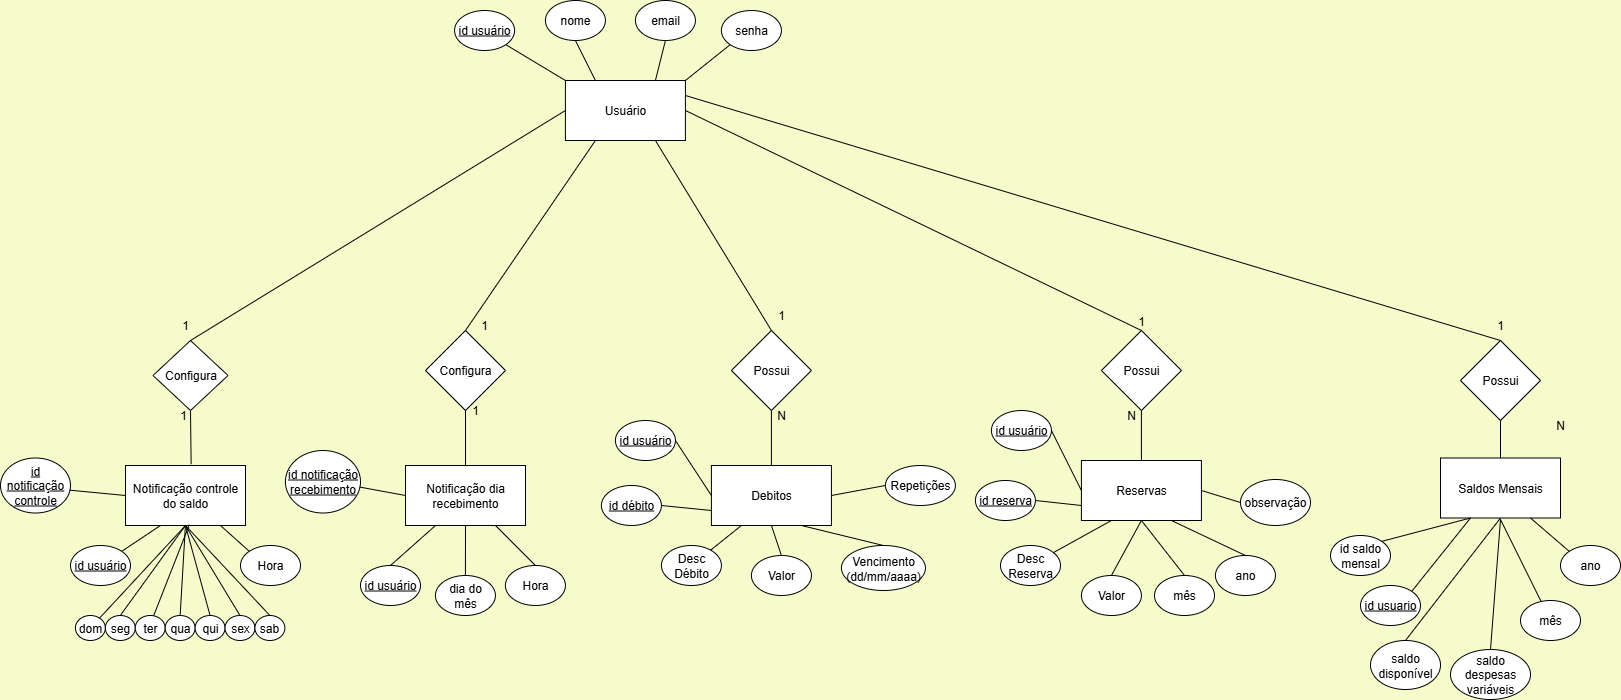 id usuário
nome
email
senha
Usuário
1
1
1
1
1
Configura
Configura
Possui
Possui
Possui
1
1
N
N
N
id
notificação
controle
Notificação controle
do saldo
id usuário
Hora
dom
seg
ter
qua
qui
sex
sab
id notificação
recebimento
Notificação dia
recebimento
id usuário
dia do
mês
Hora
id usuário
id débito
Debitos
Repetições
Desc
Débito
Valor
Vencimento
(dd/mm/aaaa)
id usuário
id reserva
Reservas
observação
Desc
Reserva
Valor
mês
ano
Saldos Mensais
id saldo
mensal
id usuario
saldo
disponível
saldo
despesas
variáveis
mês
ano